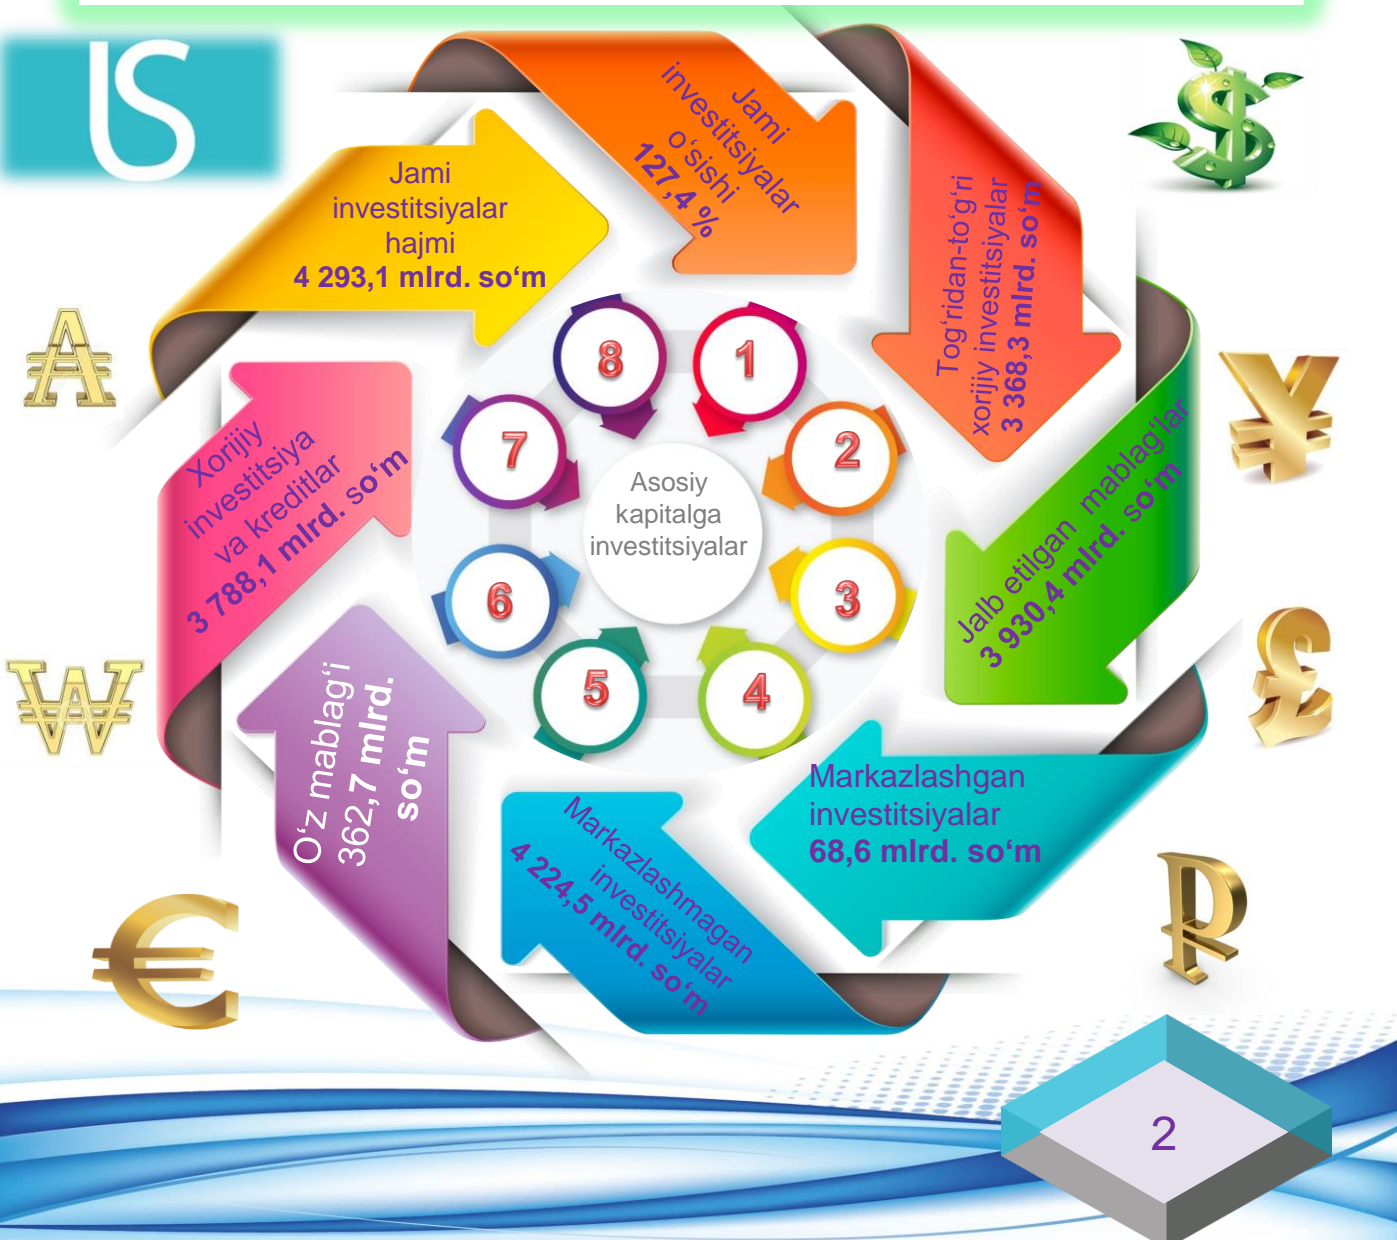 Jami
investitsiyalar
hajmi
4 293,1 mlrd. so‘m
Jami
investitsiyalar
o‘sishi
127,4 %
Tog‘ridan-to‘g‘ri
xorijiy investitsiyalar
3 368,3 mlrd. so‘m
Jalb etilgan mablag‘lar
3 930,4 mlrd. so‘m
Markazlashgan
investitsiyalar
68,6 mlrd. so‘m
Markazlashmagan
investitsiyalar
4 224,5 mlrd. so‘m
O‘z mablag‘i
362,7 mlrd.
so‘m
Xorijiy
investitsiya
va kreditlar
3 788,1 mlrd. so‘m
1
2
3
4
5
6
7
8
Asosiy
kapitalga
investitsiyalar
2